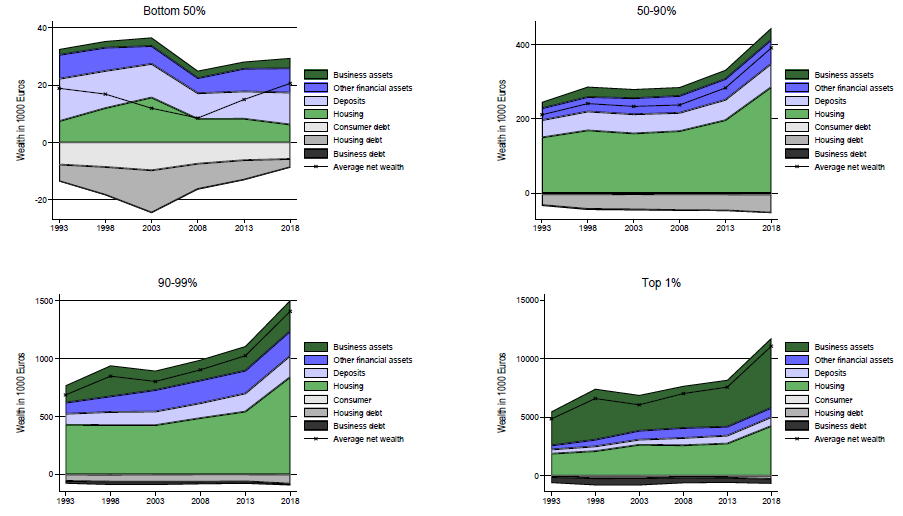 Bottom 50%
Wealth in 1000 Euros
40
20
0
-20
1993 1998 2003 2008 2013 2018
Business assets
Other financial assets
Deposits
Housing
Consumer debt
Housing debt
Business debt
Average net wealth
50-90%
Wealth in 1000 Euros
400
200
0
1993 1998 2003 2008 2013 2018
Business assets
Other financial assets
Deposits
Housing
Consumer debt
Housing debt
Business debt
Average net wealth
90-99%
Wealth in 1000 Euros
1500
1000
500
0
1993 1998 2003 2008 2013 2018
Business assets
Other financial assets
Deposits
Housing
Consumer
Housing debt
Business debt
Average net wealth
Top 1%
Wealth in 1000 Euros
15000
10000
5000
0
1993 1998 2003 2008 2013 2018
Business assets
Other financial assets
Deposits
Housing
Consumer
Housing debt
Business debt
Average net wealth